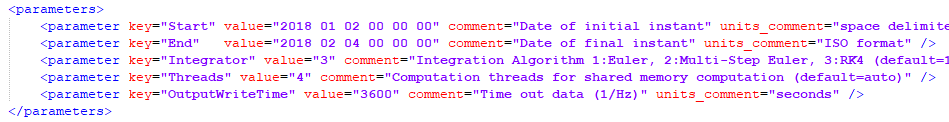 <parameters>
<parameter key="Start" value="2018 01 02 00 00 00" comment="Date of initial instant" units_comment="space
<parameter key="End"   value="2018 02 04 00 00 00" comment="Date of final instant" units_comment="ISO format" />
<parameter key="Integrator" value="3" comment="Integration Algorithm 1:Euler, 2:Multi-Step Euler, 3:RK4 (default=1
<parameter key="Threads" value="4" comment="Computation threads for shared memory computation (default=auto)" />
<parameter key="OutputWriteTime" value="3600" comment="Time out data (1/Hz)" units_comment="seconds" />
</parameters>